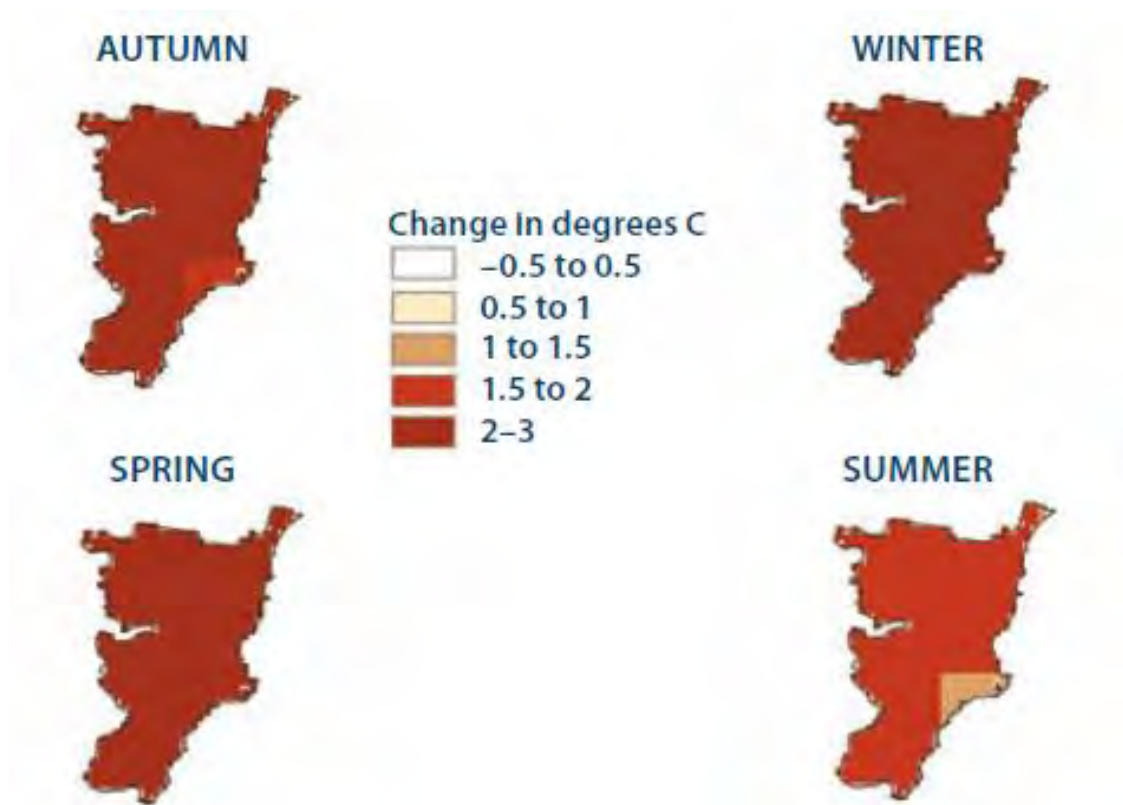 AUTUMN
WINTER
Change in degrees C
–0.5 to 0.5
0.5 to 1
1 to 1.5
1.5 to 2
2–3
SPRING
SUMMER